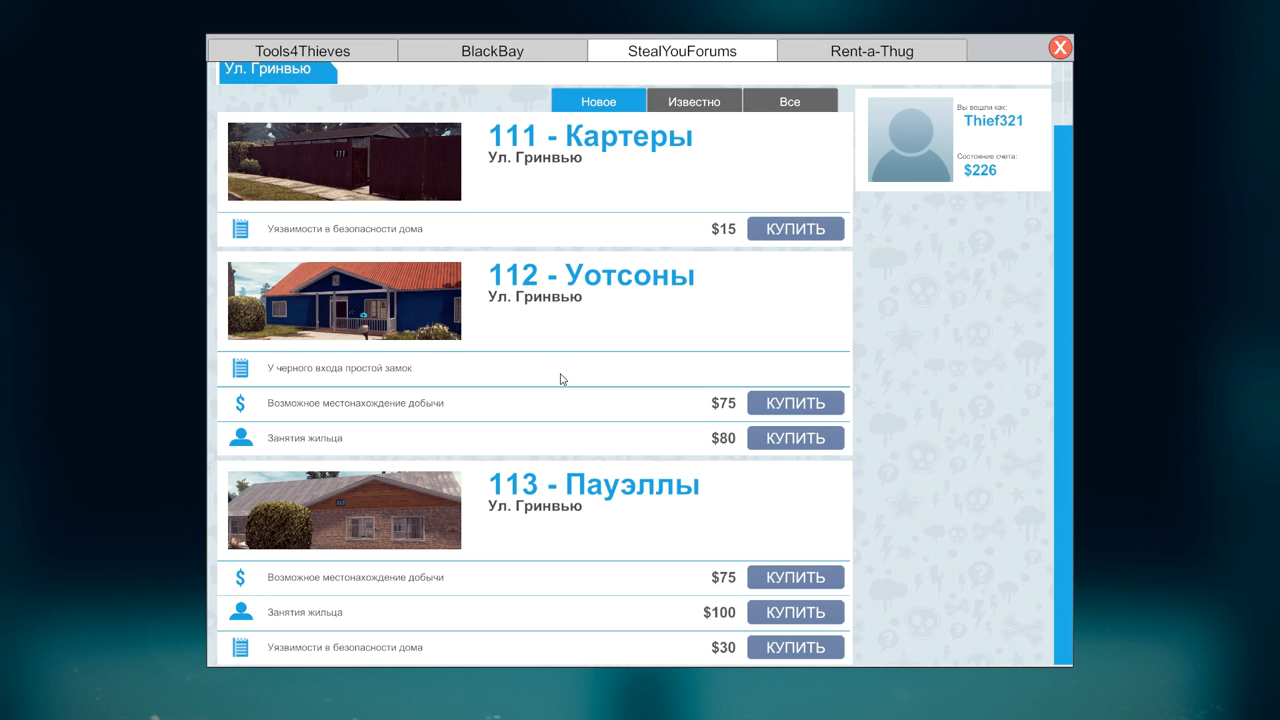 Tools4Thieves
BlackBay
StealYouForums
Rent-a-Thug
X
Ул. Гринвью
Новое
Известно
Все
Вы вошли как:
Thief321
Состояние счета:
$226
111
111 - Картеры
Ул. Гринвью
Уязвимости в безопасности дома
$15
КУПИТЬ
112 - Уотсоны
Ул. Гринвью
У черного входа простой замок
$ Возможное местонахождение добычи
$75
КУПИТЬ
Занятия жильца
$80
КУПИТЬ
113
113 - Пауэллы
Ул. Гринвью
$ Возможное местонахождение добычи
$75
КУПИТЬ
Занятия жильца
$100
КУПИТЬ
Уязвимости в безопасности дома
$30
КУПИТЬ